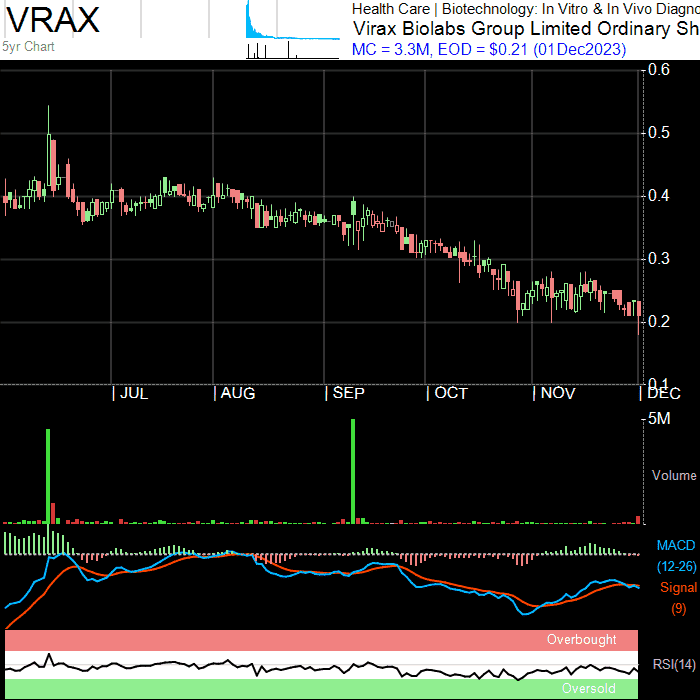 VRAX
5yr Chart
Health Care | Biotechnology: In Vitro & In Vivo Diagno
Virax Biolabs Group Limited Ordinary Sh
MC = 3.3M, EOD = $0.21 (01Dec2023)
0.6
0.5
0.4
0.3
0.2
0.1
JUL
AUG
SEP
OCT
NOV
DEC
5M
Volume
MACD
(12-26)
Signal
(9)
Overbought
RSI(14)
Oversold